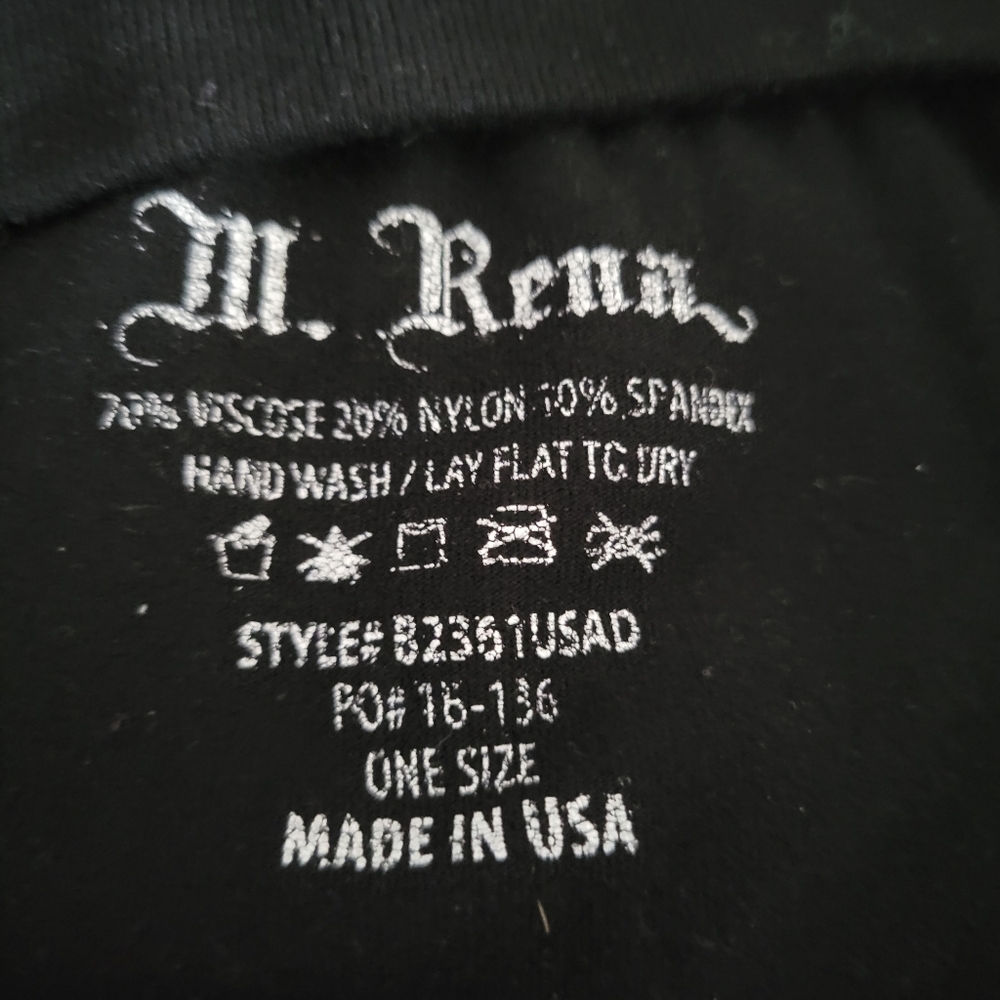 M. Rena
70% VISCOSE 20% NYLON 10% SPANDEX
HAND WASH / LAY FLAT TO DRY
STYLE# 82361USAD
PO# 16-136
ONE SIZE
MADE IN USA